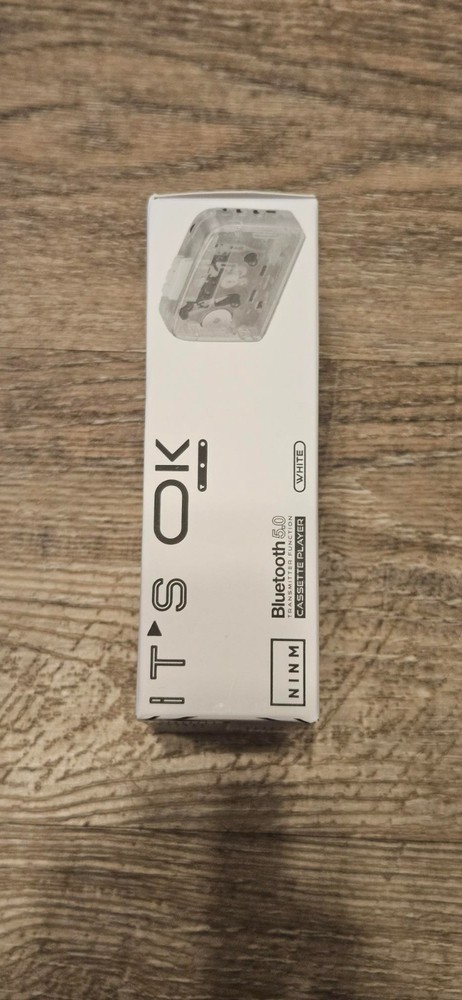 IT'S OK
WHITE
Bluetooth 5.0
TRANSMITTER FUNCTION
CASSETTE PLAYER
NINM